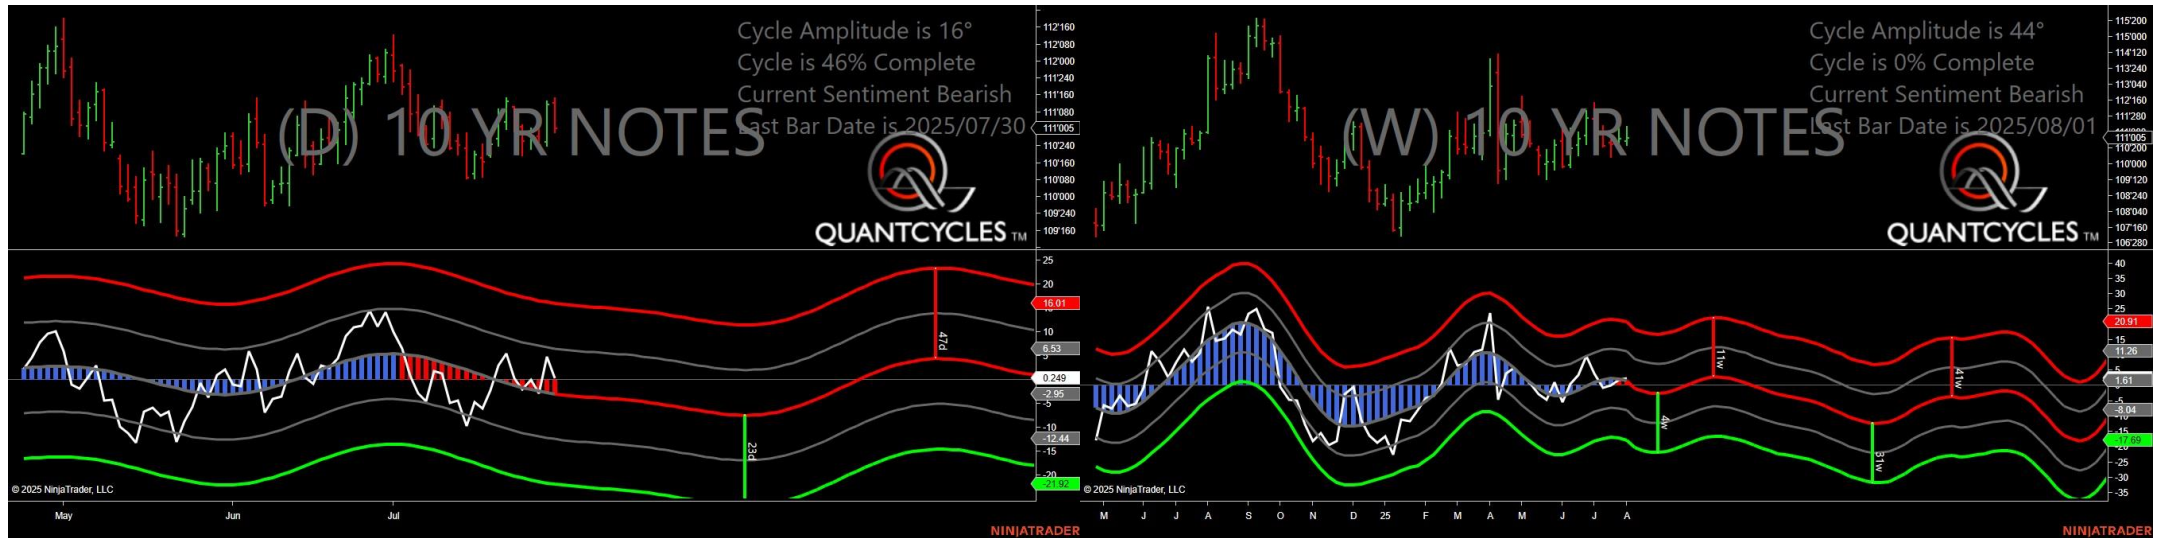 Cycle Amplitude is 16°
Cycle is 46% Complete
Current Sentiment Bearish
Last Bar Date is 2025/07/30
(D) 10 YR NOTES
QUANTCYCLES TM
112'160
112'080
112'000
111'240
111'160
111'080
111'005
110'240
110'160
110'080
110'000
109'240
109'160
25
20
16.01
10
6.53
0.249
-2.95
-5
-10
-12.44
-15
-20
-21.92
47d
23d
© 2025 NinjaTrader, LLC
May
Jun
Jul
NINJATRADER
Cycle Amplitude is 44°
Cycle is 0% Complete
Current Sentiment Bearish
Last Bar Date is 2025/08/01
(W) 10 YR NOTES
QUANTCYCLES TM
115'200
115'000
114'120
113'240
113'040
112'160
111'280
111'005
110'200
110'000
109'120
108'240
108'040
107'160
106'280
40
35
30
25
20.91
15
11.26
1.61
-5
-8.04
-15
-17.69
-25
-30
-35
11w
41w
4w
31w
© 2025 NinjaTrader, LLC
M J J A S O N D 25 F M A M J J A
NINJATRADER